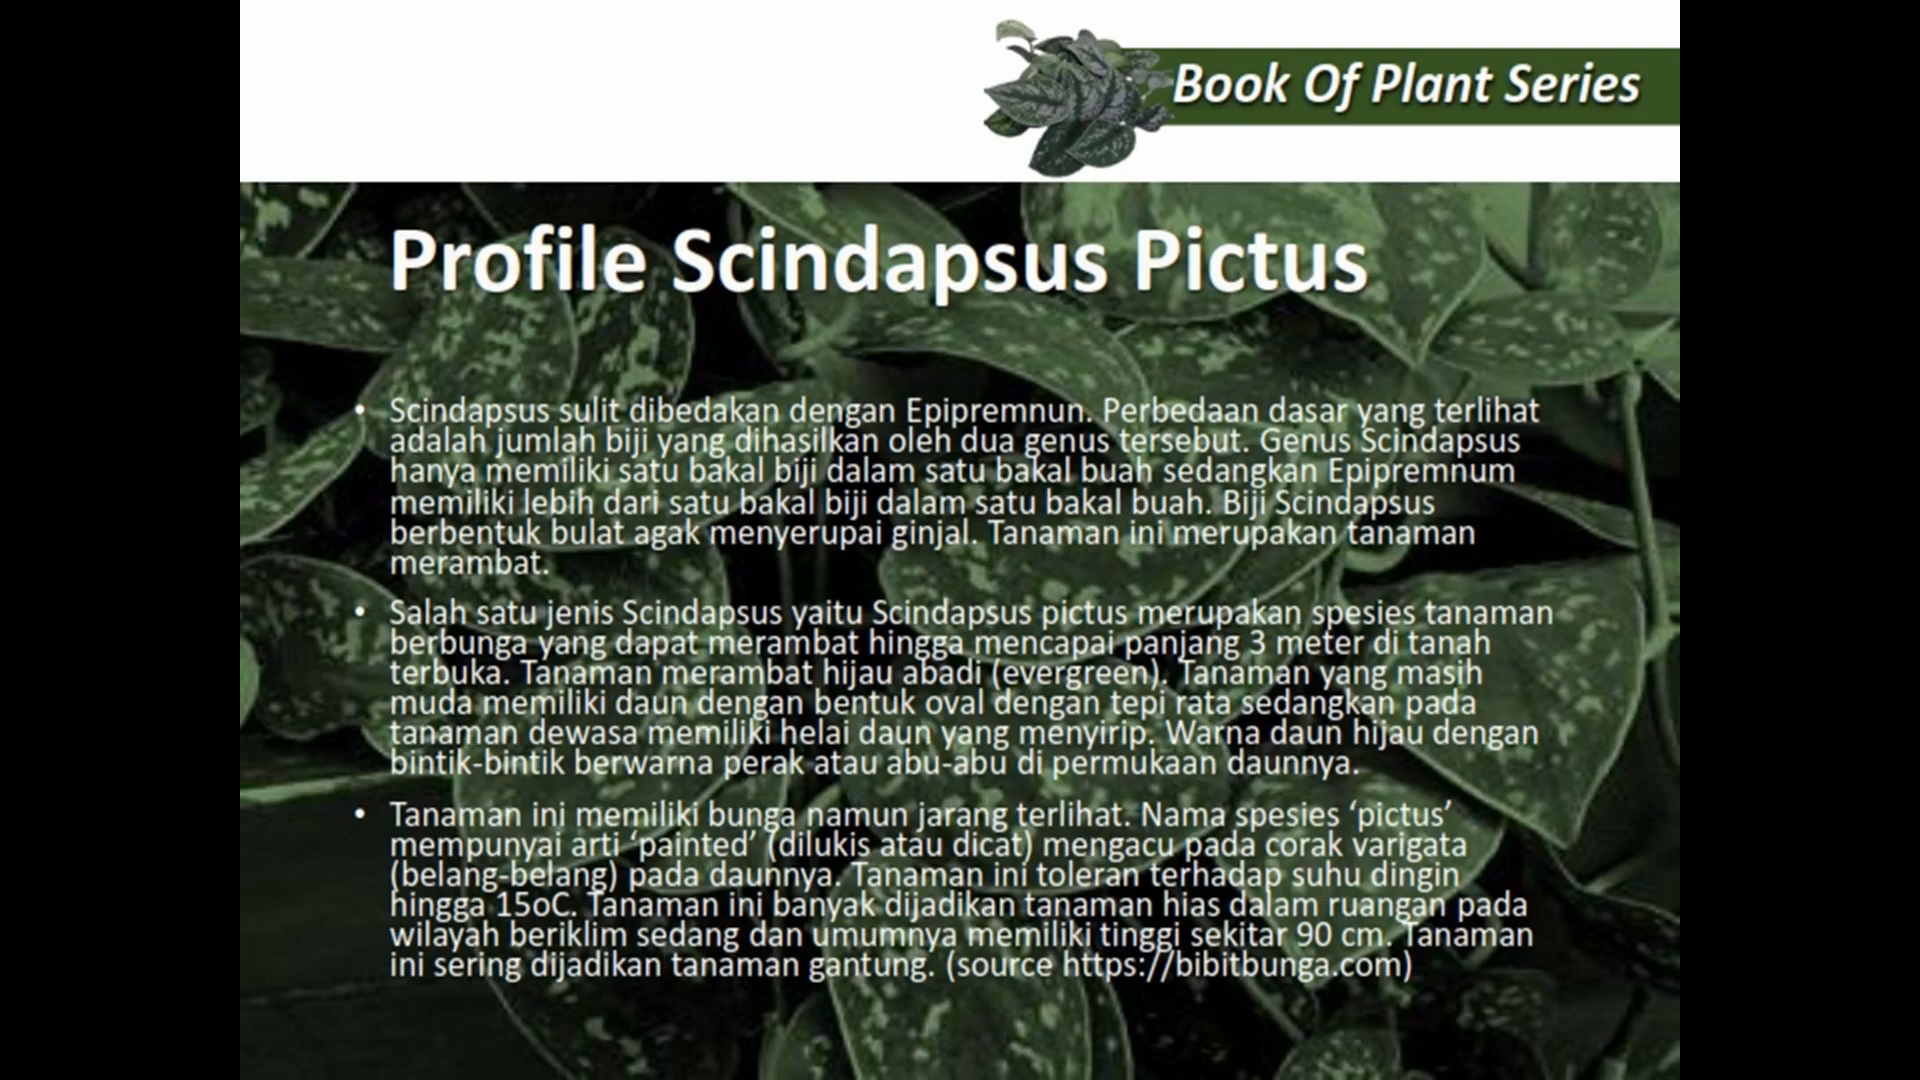 Book Of Plant Series
Profile Scindapsus Pictus
• Scindapsus sulit dibedakan dengan Epipremnun. Perbedaan dasar yang terlihat
adalah jumlah biji yang dihasilkan oleh dua genus tersebut. Genus Scindapsus
hanya memiliki satu bakal biji dalam satu bakal buah sedangkan Epipremnum
memiliki lebih dari satu bakal biji dalam satu bakal buah. Biji Scindapsus
berbentuk bulat agak menyerupai ginjal. Tanaman ini merupakan tanaman
merambat.
• Salah satu jenis Scindapsus yaitu Scindapsus pictus merupakan spesies tanaman
berbunga yang dapat merambat hingga mencapai panjang 3 meter di tanah
terbuka. Tanaman merambat hijau abadi (evergreen). Tanaman yang masih
muda memiliki daun dengan bentuk oval dengan tepi rata sedangkan pada
tanaman dewasa memiliki helai daun yang menyirip. Warna daun hijau dengan
bintik-bintik berwarna perak atau abu-abu di permukaan daunnya.
• Tanaman ini memiliki bunga namun jarang terlihat. Nama spesies ‘pictus’
mempunyai arti ‘painted’ (dilukis atau dicat) mengacu pada corak varigata
(belang-belang) pada daunnya. Tanaman ini toleran terhadap suhu dingin
hingga 15oC. Tanaman ini banyak dijadikan tanaman hias dalam ruangan pada
wilayah beriklim sedang dan umumnya memiliki tinggi sekitar 90 cm. Tanaman
ini sering dijadikan tanaman gantung. (source https://bibitbunga.com)